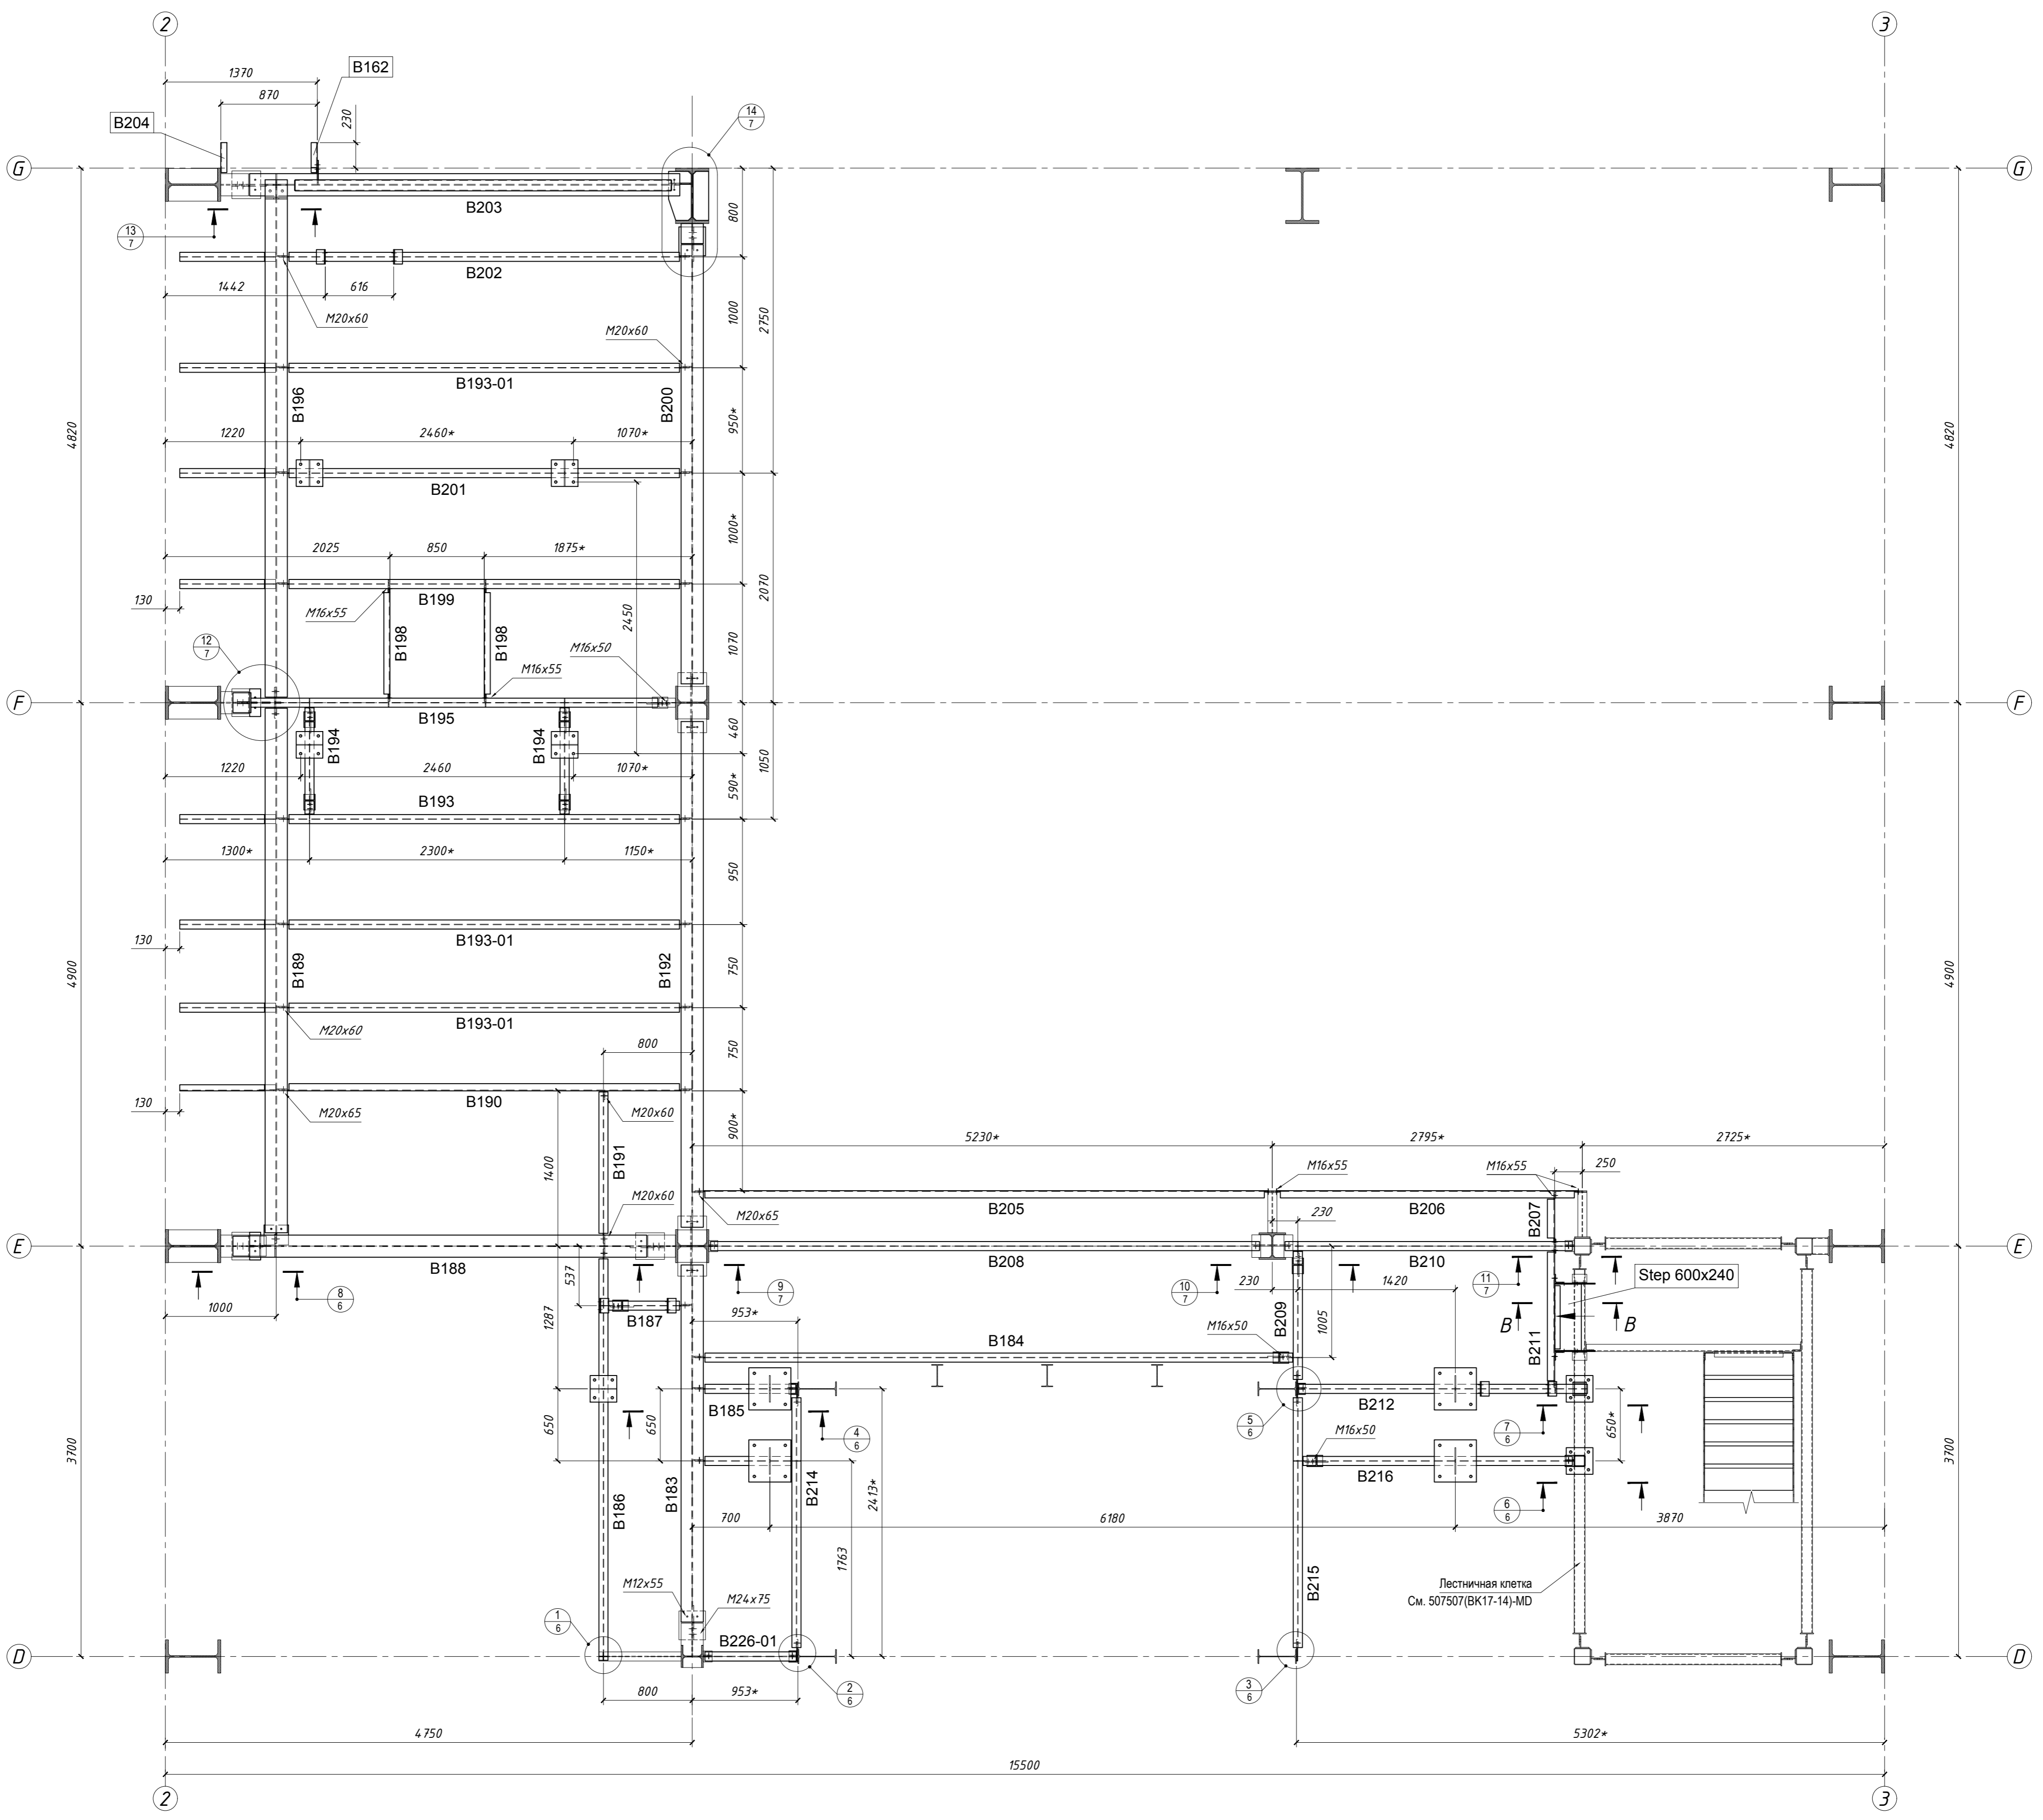 2
3
1370
B162
870
230
B204
14
7
G
G
B203
800
13
7
B202
1442
616
M20x60
1000
2750
M20x60
B193-01
B196
B200
950*
4820
4820
1220
2460*
1070*
B201
1000*
2025
850
1875*
130
B199
M16x55
2450
2070
B198
B198
1070
12
7
M16x50
M16x55
F
F
B195
460
B194
B194
1050
1220
2460
1070*
590*
B193
1300*
2300*
1150*
950
130
B193-01
4900
4900
B189
B192
750
B193-01
M20x60
800
750
130
B190
M20x65
M20x60
900*
5230*
2795*
2725*
1400
B191
M16x55
M16x55
250
M20x60
M20x65
B205
230
B206
B207
E
E
B188
537
B208
B210
Step 600x240
8
6
9
7
10
7
230
1420
11
7
1000
1287
B187
953*
B209
1005
B
B
M16x50
B184
B211
B185
B212
650
650
4
6
5
6
7
6
650*
M16x50
3700
3700
B183
B186
B214
2413*
B216
6
6
700
6180
3870
1763
M12x55
M24x75
B215
Лестничная клетка
См. 507507(BK17-14)-MD
1
6
B226-01
D
D
800
953*
2
6
3
6
4750
5302*
15500
2
3